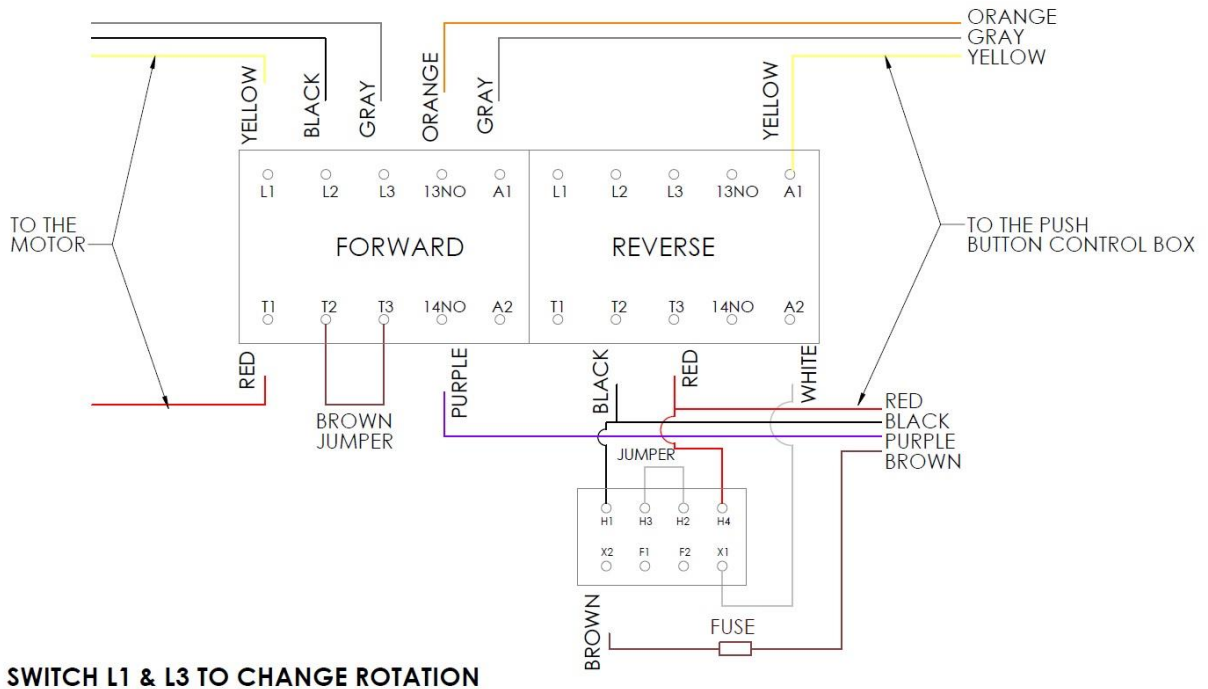 ORANGE
GRAY
YELLOW
YELLOW
BLACK
GRAY
ORANGE
GRAY
YELLOW
L1 L2 L3 13NO A1 L1 L2 L3 13NO A1
TO THE
MOTOR
FORWARD
REVERSE
TO THE PUSH
BUTTON CONTROL BOX
T1 T2 T3 14NO A2 T1 T2 T3 14NO A2
RED
BROWN
JUMPER
PURPLE
BLACK
RED
WHITE
RED
BLACK
PURPLE
BROWN
JUMPER
H1 H3 H2 H4
X2 F1 F2 X1
BROWN
FUSE
SWITCH L1 & L3 TO CHANGE ROTATION